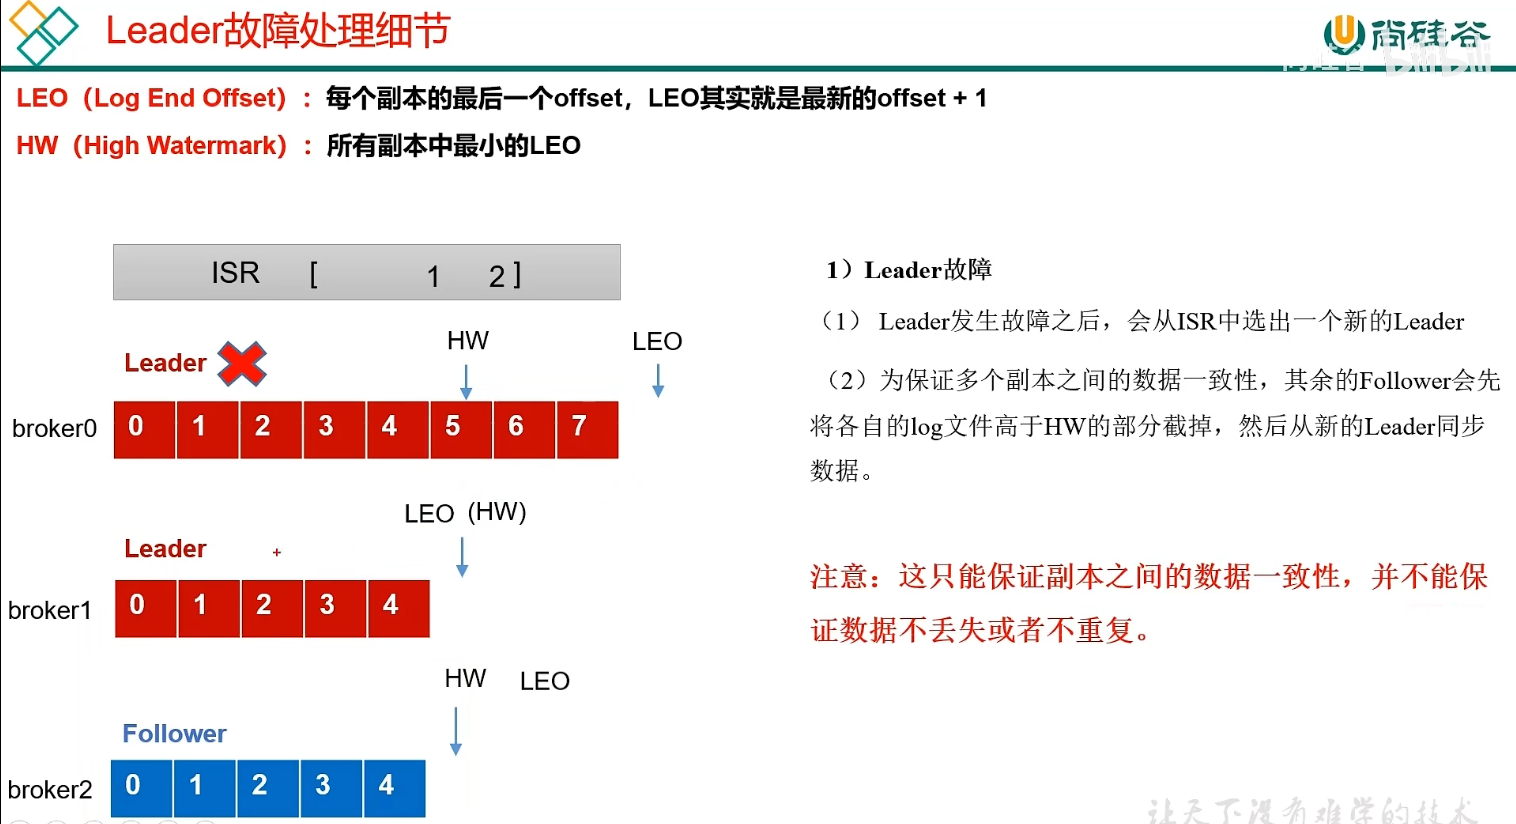 Leader故障处理细节
尚硅谷
LEO（Log End Offset）：每个副本的最后一个offset，LEO其实就是最新的offset + 1
HW（High Watermark）：所有副本中最小的LEO
ISR [ 1 2 ]
HW LEO
Leader
broker0 0 1 2 3 4 5 6 7
LEO (HW)
Leader
broker1 0 1 2 3 4
HW LEO
Follower
broker2 0 1 2 3 4
1）Leader故障
（1） Leader发生故障之后，会从ISR中选出一个新的Leader
（2）为保证多个副本之间的数据一致性，其余的Follower会先
将各自的log文件高于HW的部分截掉，然后从新的Leader同步
数据。
注意：这只能保证副本之间的数据一致性，并不能保
证数据不丢失或者不重复。
让天下没有难学的技术